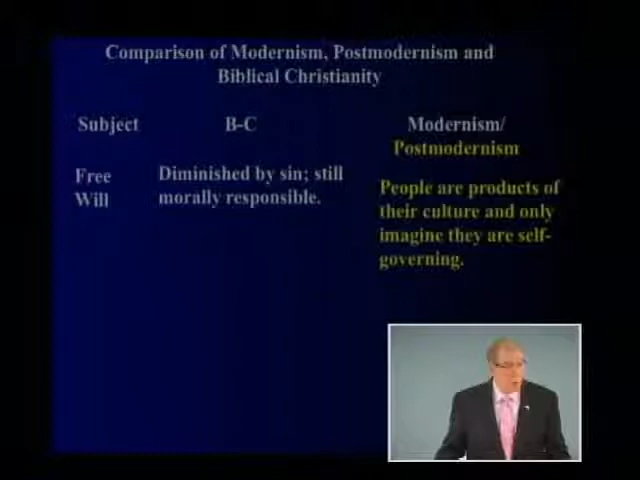 Comparison of Modernism, Postmodernism and
Biblical Christianity
Subject
B-C
Modernism/
Postmodernism
Free
Will
Diminished by sin; still
morally responsible.
People are products of
their culture and only
imagine they are self-
governing.